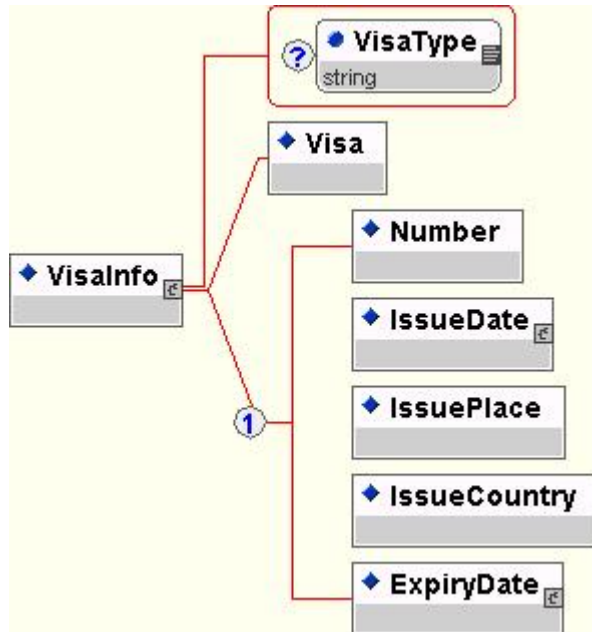 ?
VisaType
string
Visa
VisaInfo
Number
IssueDate
IssuePlace
1
IssueCountry
ExpiryDate